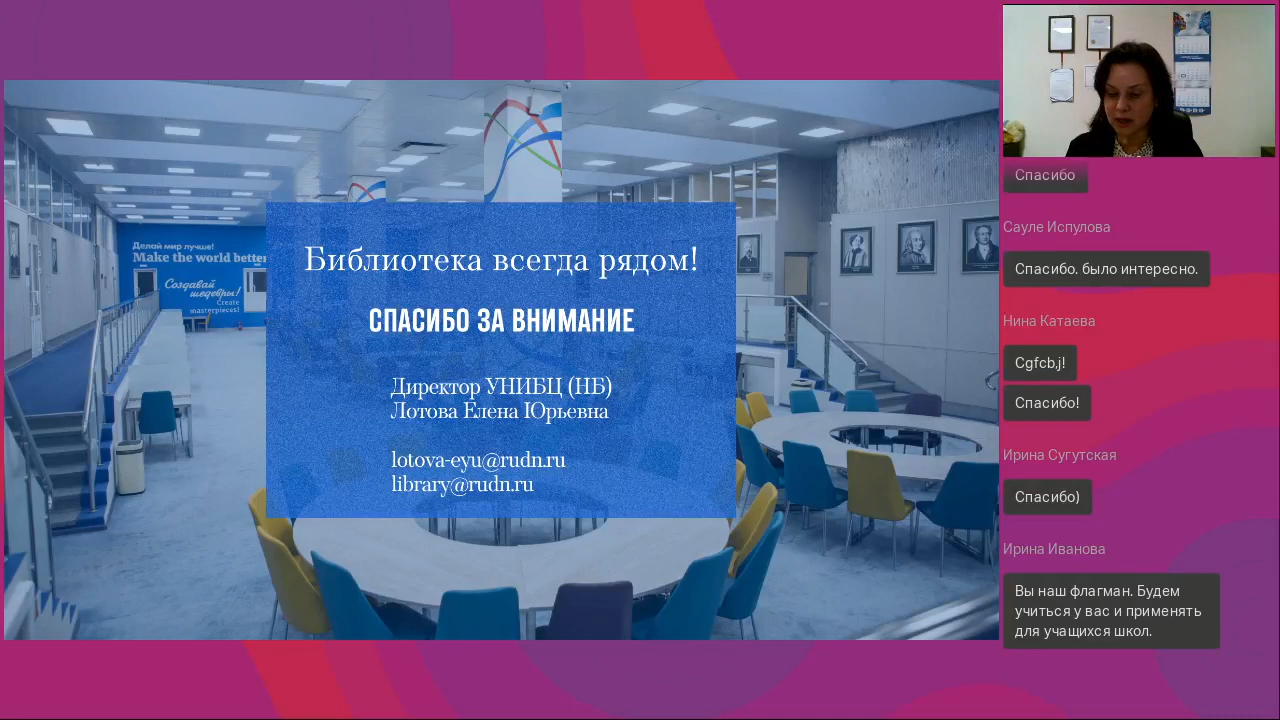 Делай мир лучше!
Make the world better
Создавай
шедевры!
Create
masterpieces!
Библиотека всегда рядом!
СПАСИБО ЗА ВНИМАНИЕ
Директор УНИБЦ (НБ)
Лотова Елена Юрьевна
lotova-eyu@rudn.ru
library@rudn.ru
Спасибо
Сауле Испулова
Спасибо. было интересно.
Нина Катаева
Cgfcb,j!
Спасибо!
Ирина Сугутская
Спасибо)
Ирина Иванова
Вы наш флагман. Будем
учиться у вас и применять
для учащихся школ.